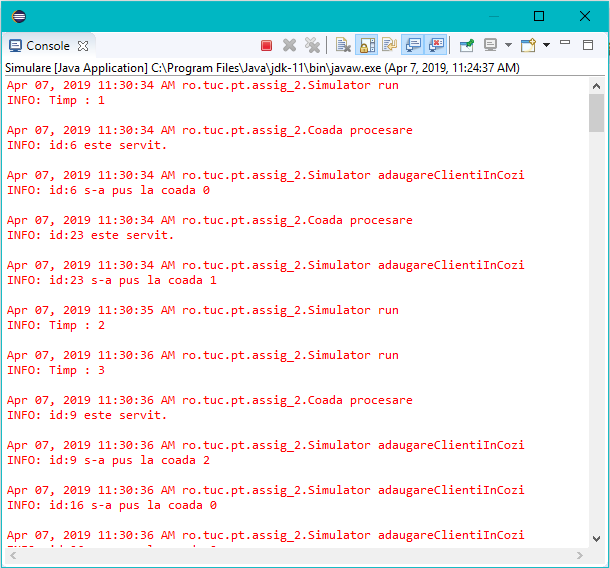 Console
Simulare [Java Application] C:\Program Files\Java\jdk-11\bin\javaw.exe (Apr 7, 2019, 11:24:37 AM)
Apr 07, 2019 11:30:34 AM ro.tuc.pt.assig_2.Simulator run
INFO: Timp : 1
Apr 07, 2019 11:30:34 AM ro.tuc.pt.assig_2.Coada procesare
INFO: id:6 este servit.
Apr 07, 2019 11:30:34 AM ro.tuc.pt.assig_2.Simulator adaugareClientiInCozi
INFO: id:6 s-a pus la coada 0
Apr 07, 2019 11:30:34 AM ro.tuc.pt.assig_2.Coada procesare
INFO: id:23 este servit.
Apr 07, 2019 11:30:34 AM ro.tuc.pt.assig_2.Simulator adaugareClientiInCozi
INFO: id:23 s-a pus la coada 1
Apr 07, 2019 11:30:35 AM ro.tuc.pt.assig_2.Simulator run
INFO: Timp : 2
Apr 07, 2019 11:30:36 AM ro.tuc.pt.assig_2.Simulator run
INFO: Timp : 3
Apr 07, 2019 11:30:36 AM ro.tuc.pt.assig_2.Coada procesare
INFO: id:9 este servit.
Apr 07, 2019 11:30:36 AM ro.tuc.pt.assig_2.Simulator adaugareClientiInCozi
INFO: id:9 s-a pus la coada 2
Apr 07, 2019 11:30:36 AM ro.tuc.pt.assig_2.Simulator adaugareClientiInCozi
INFO: id:16 s-a pus la coada 0
Apr 07, 2019 11:30:36 AM ro.tuc.pt.assig_2.Simulator adaugareClientiInCozi